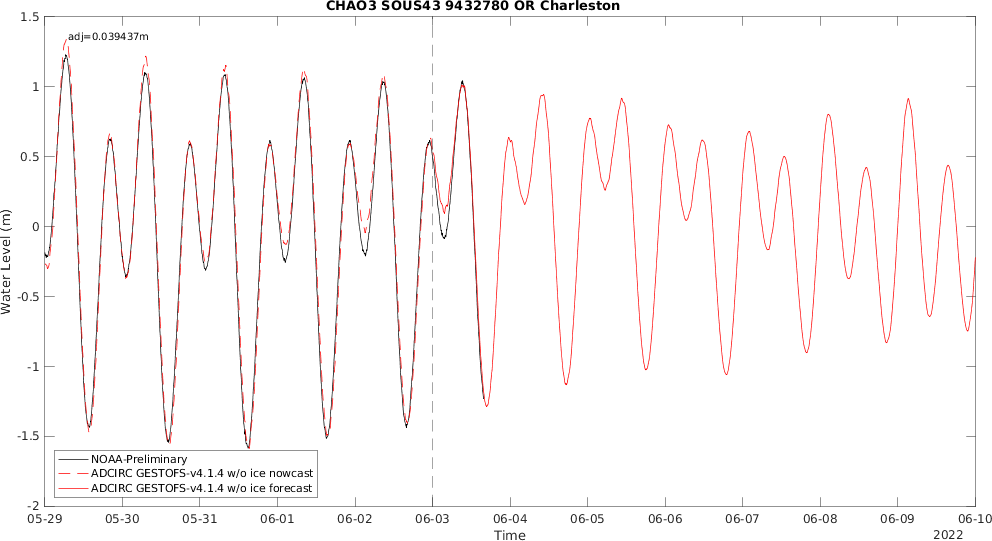 CHAO3 SOUS43 9432780 OR Charleston
adj=0.039437m
1.5
1
0.5
0
-0.5
-1
-1.5
-2
Water Level (m)
NOAA-Preliminary
ADCIRC GESTOFS-v4.1.4 w/o ice nowcast
ADCIRC GESTOFS-v4.1.4 w/o ice forecast
05-29 05-30 05-31 06-01 06-02 06-03 06-04 06-05 06-06 06-07 06-08 06-09 06-10
Time
2022